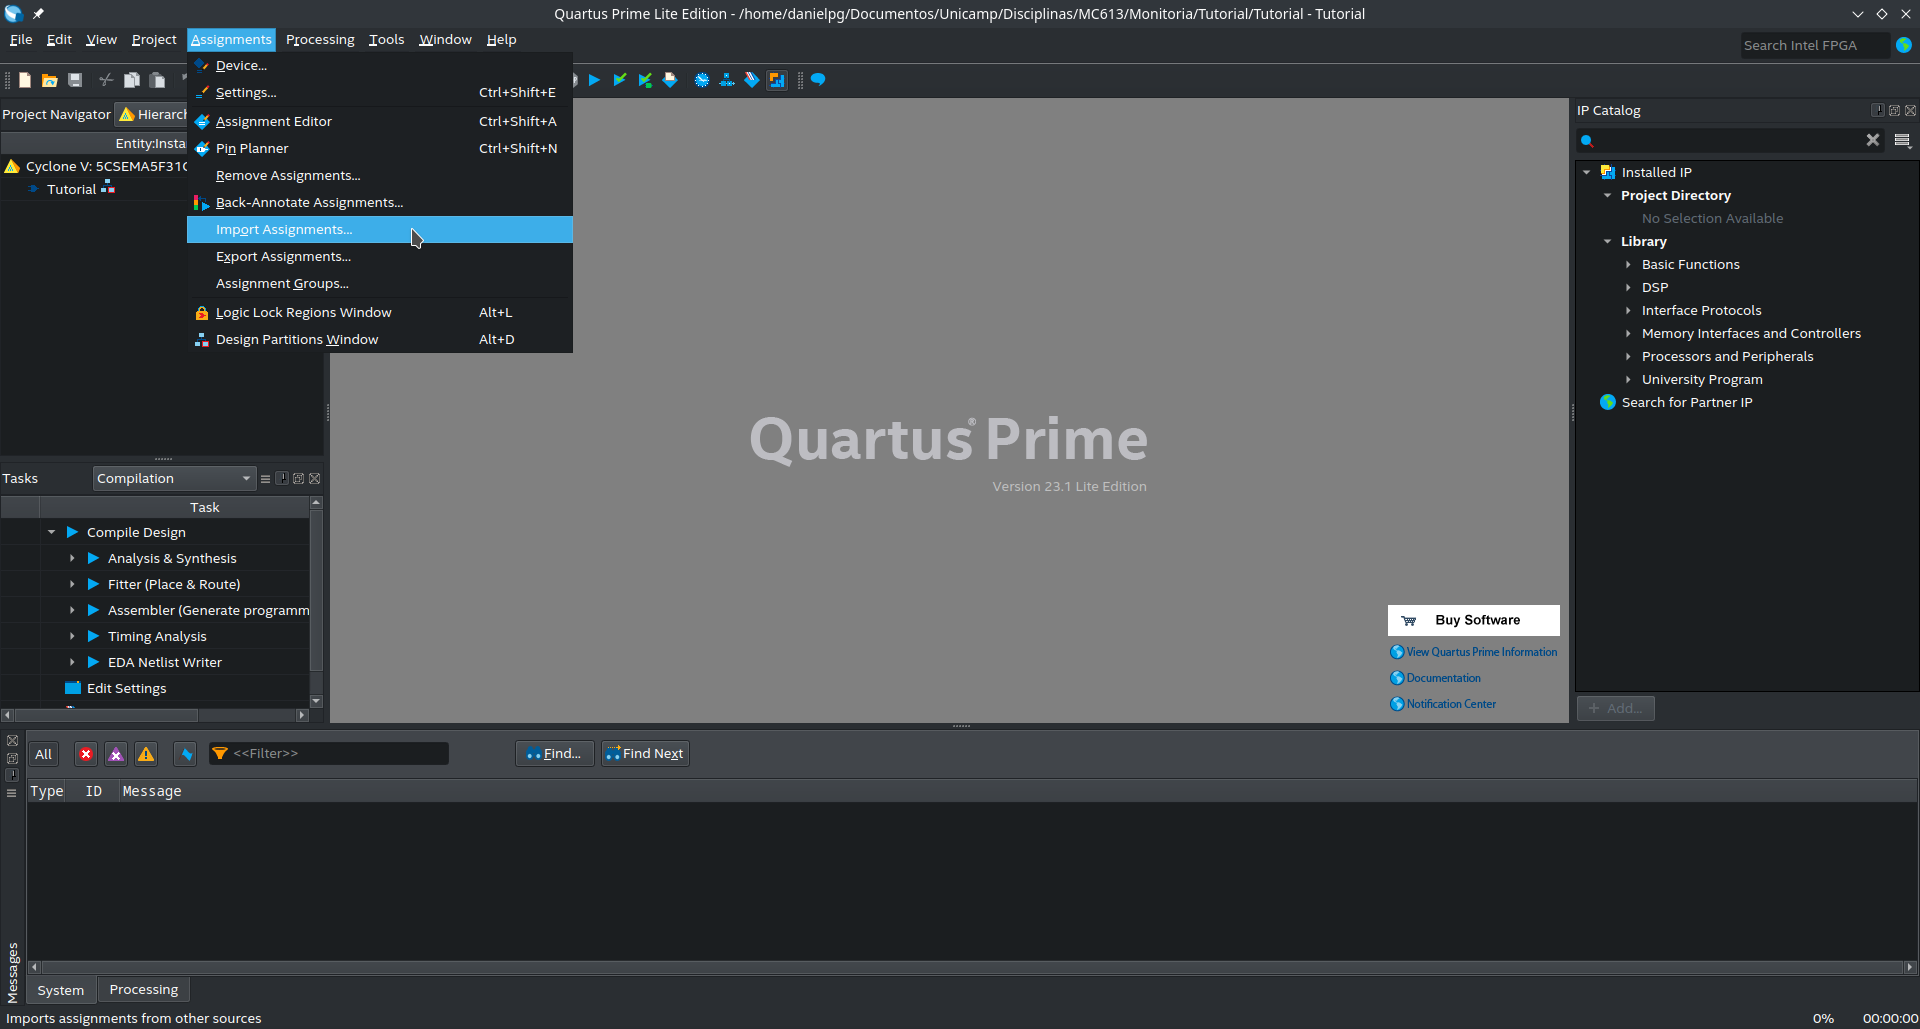 Quartus Prime Lite Edition - /home/danielpg/Documentos/Unicamp/Disciplinas/MC613/Monitoria/Tutorial/Tutorial - Tutorial
File Edit View Project Assignments Processing Tools Window Help
Search Intel FPGA
Device...
Settings... Ctrl+Shift+E
Assignment Editor Ctrl+Shift+A
Pin Planner Ctrl+Shift+N
Remove Assignments...
Back-Annotate Assignments...
Import Assignments...
Export Assignments...
Assignment Groups...
Logic Lock Regions Window Alt+L
Design Partitions Window Alt+D
Project Navigator Hierarch
Entity:Insta
Cyclone V: 5CSEMA5F31C
Tutorial
Tasks Compilation
Task
Compile Design
Analysis & Synthesis
Fitter (Place & Route)
Assembler (Generate programm
Timing Analysis
EDA Netlist Writer
Edit Settings
Quartus® Prime
Version 23.1 Lite Edition
Buy Software
View Quartus Prime Information
Documentation
Notification Center
IP Catalog
Installed IP
Project Directory
No Selection Available
Library
Basic Functions
DSP
Interface Protocols
Memory Interfaces and Controllers
Processors and Peripherals
University Program
Search for Partner IP
+ Add...
All <<Filter>> Find... Find Next
Type ID Message
Messages
System Processing
Imports assignments from other sources
0% 00:00:00